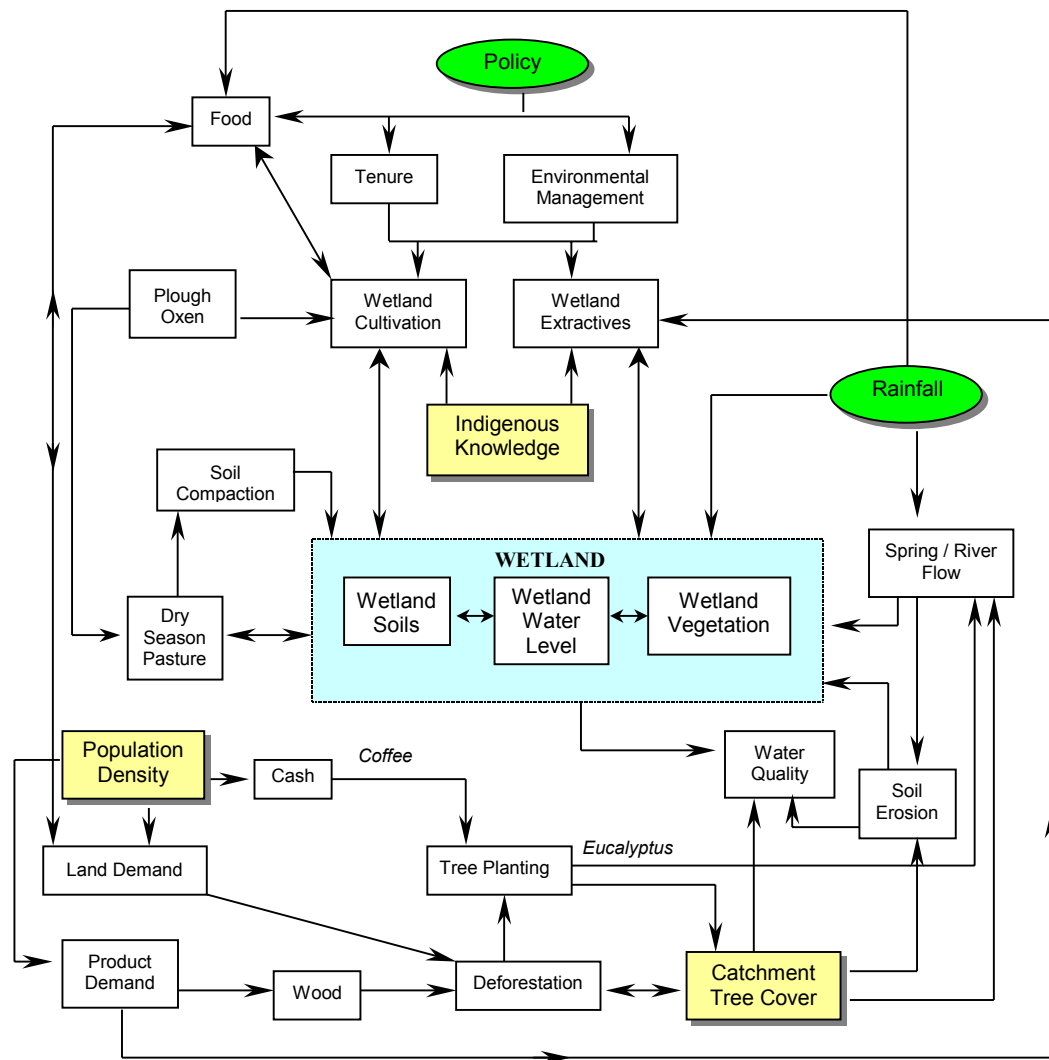 Policy
Food
Tenure
Environmental
Management
Plough
Oxen
Wetland
Cultivation
Wetland
Extractives
Rainfall
Indigenous
Knowledge
Soil
Compaction
Spring / River
Flow
WETLAND
Wetland
Soils
Wetland
Water
Level
Wetland
Vegetation
Dry
Season
Pasture
Population
Density
Cash
Coffee
Water
Quality
Soil
Erosion
Land Demand
Tree Planting
Eucalyptus
Product
Demand
Wood
Deforestation
Catchment
Tree Cover